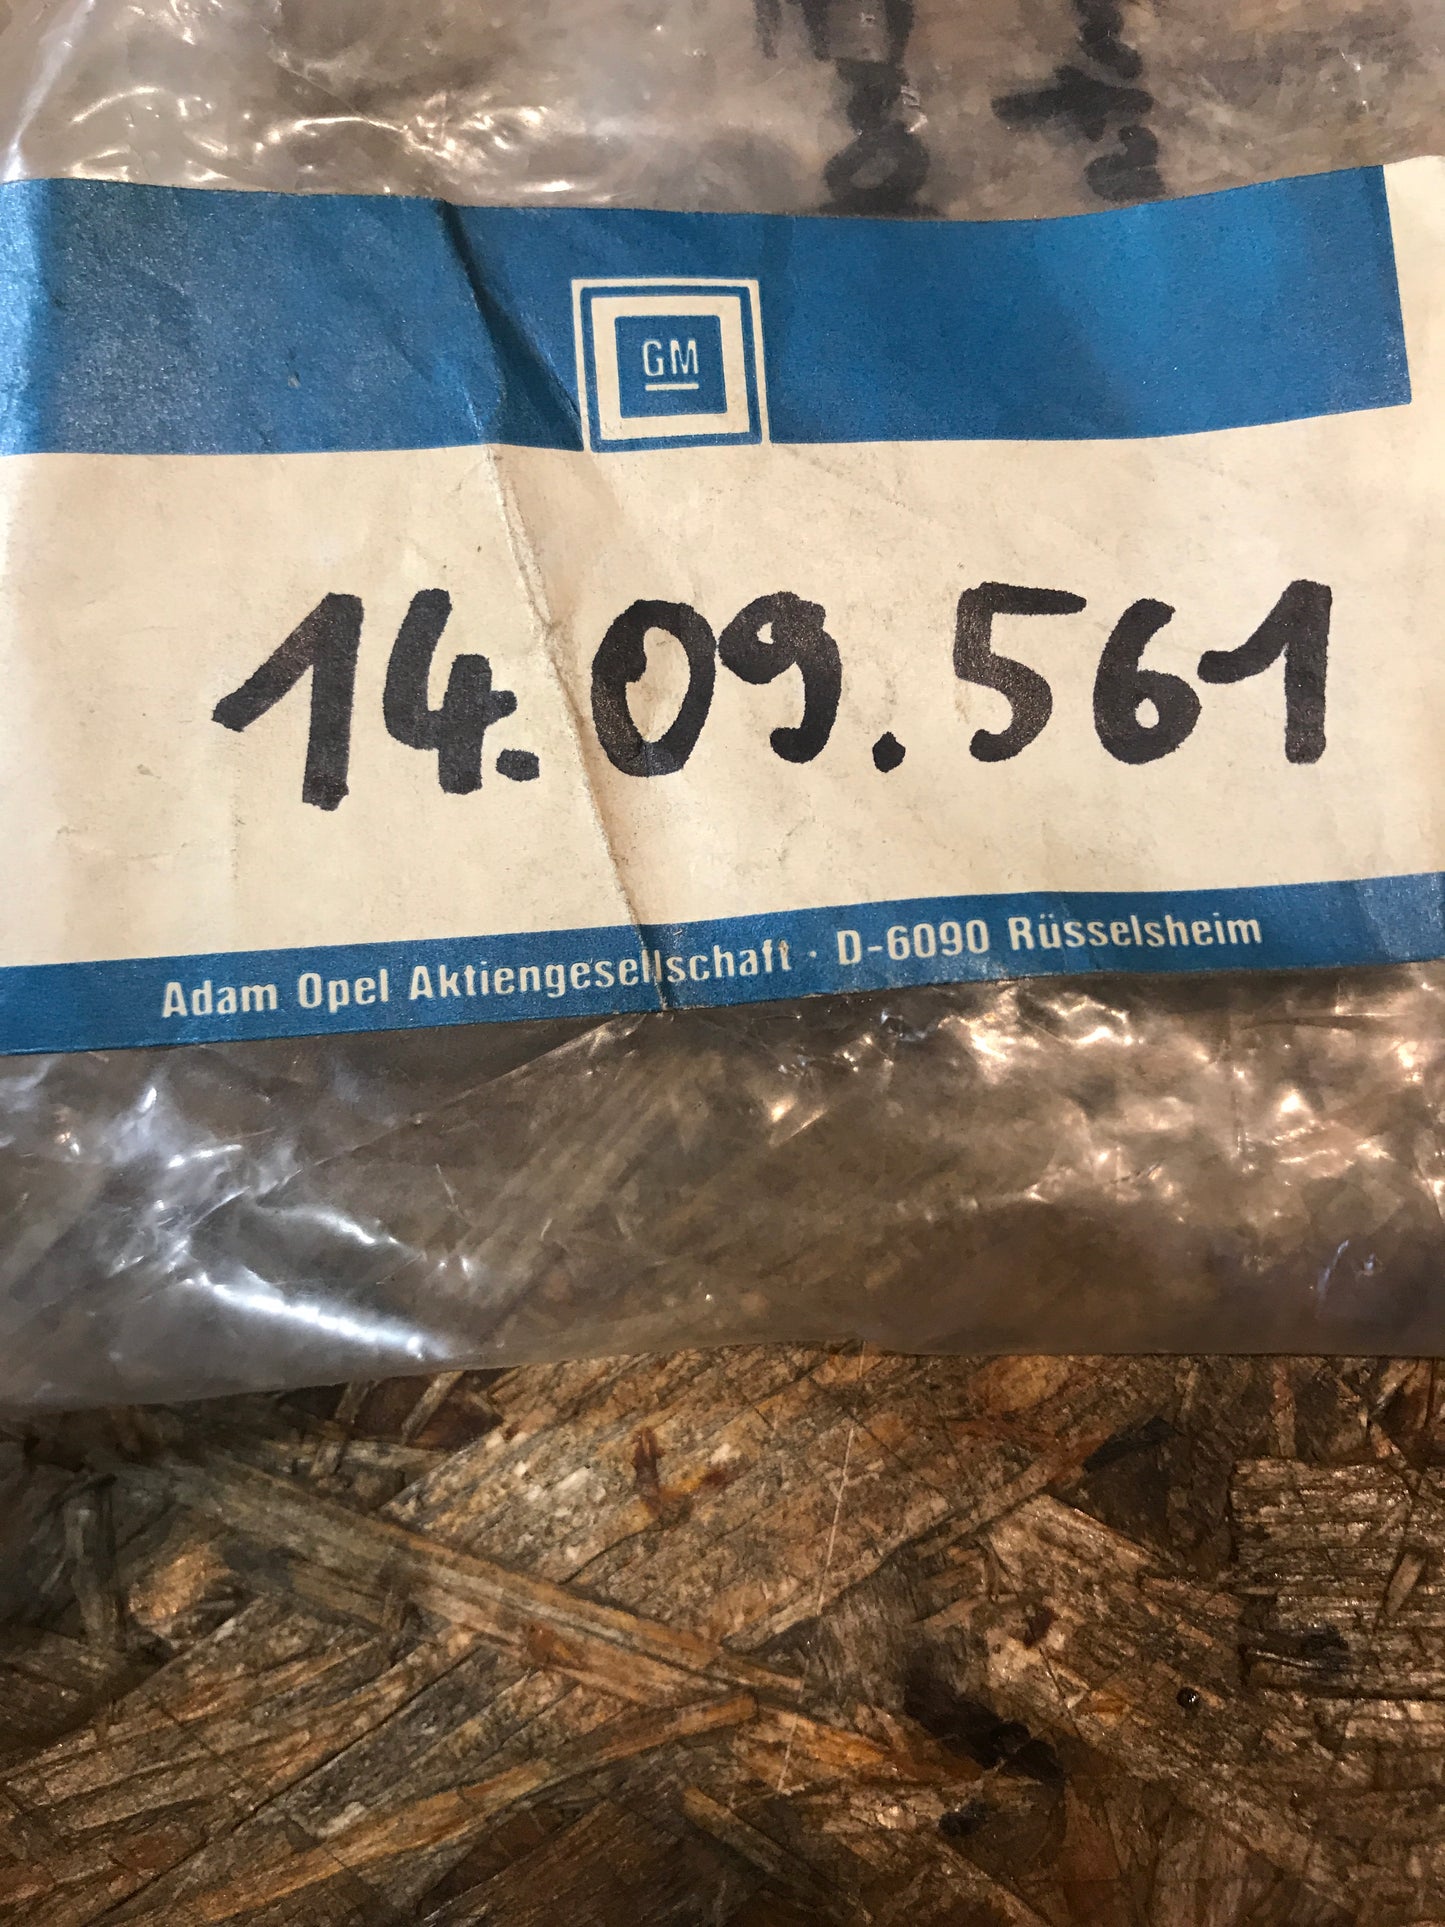 GM
14.09.561
Adam Opel Aktiengesellschaft · D-6090 Rüsselsheim